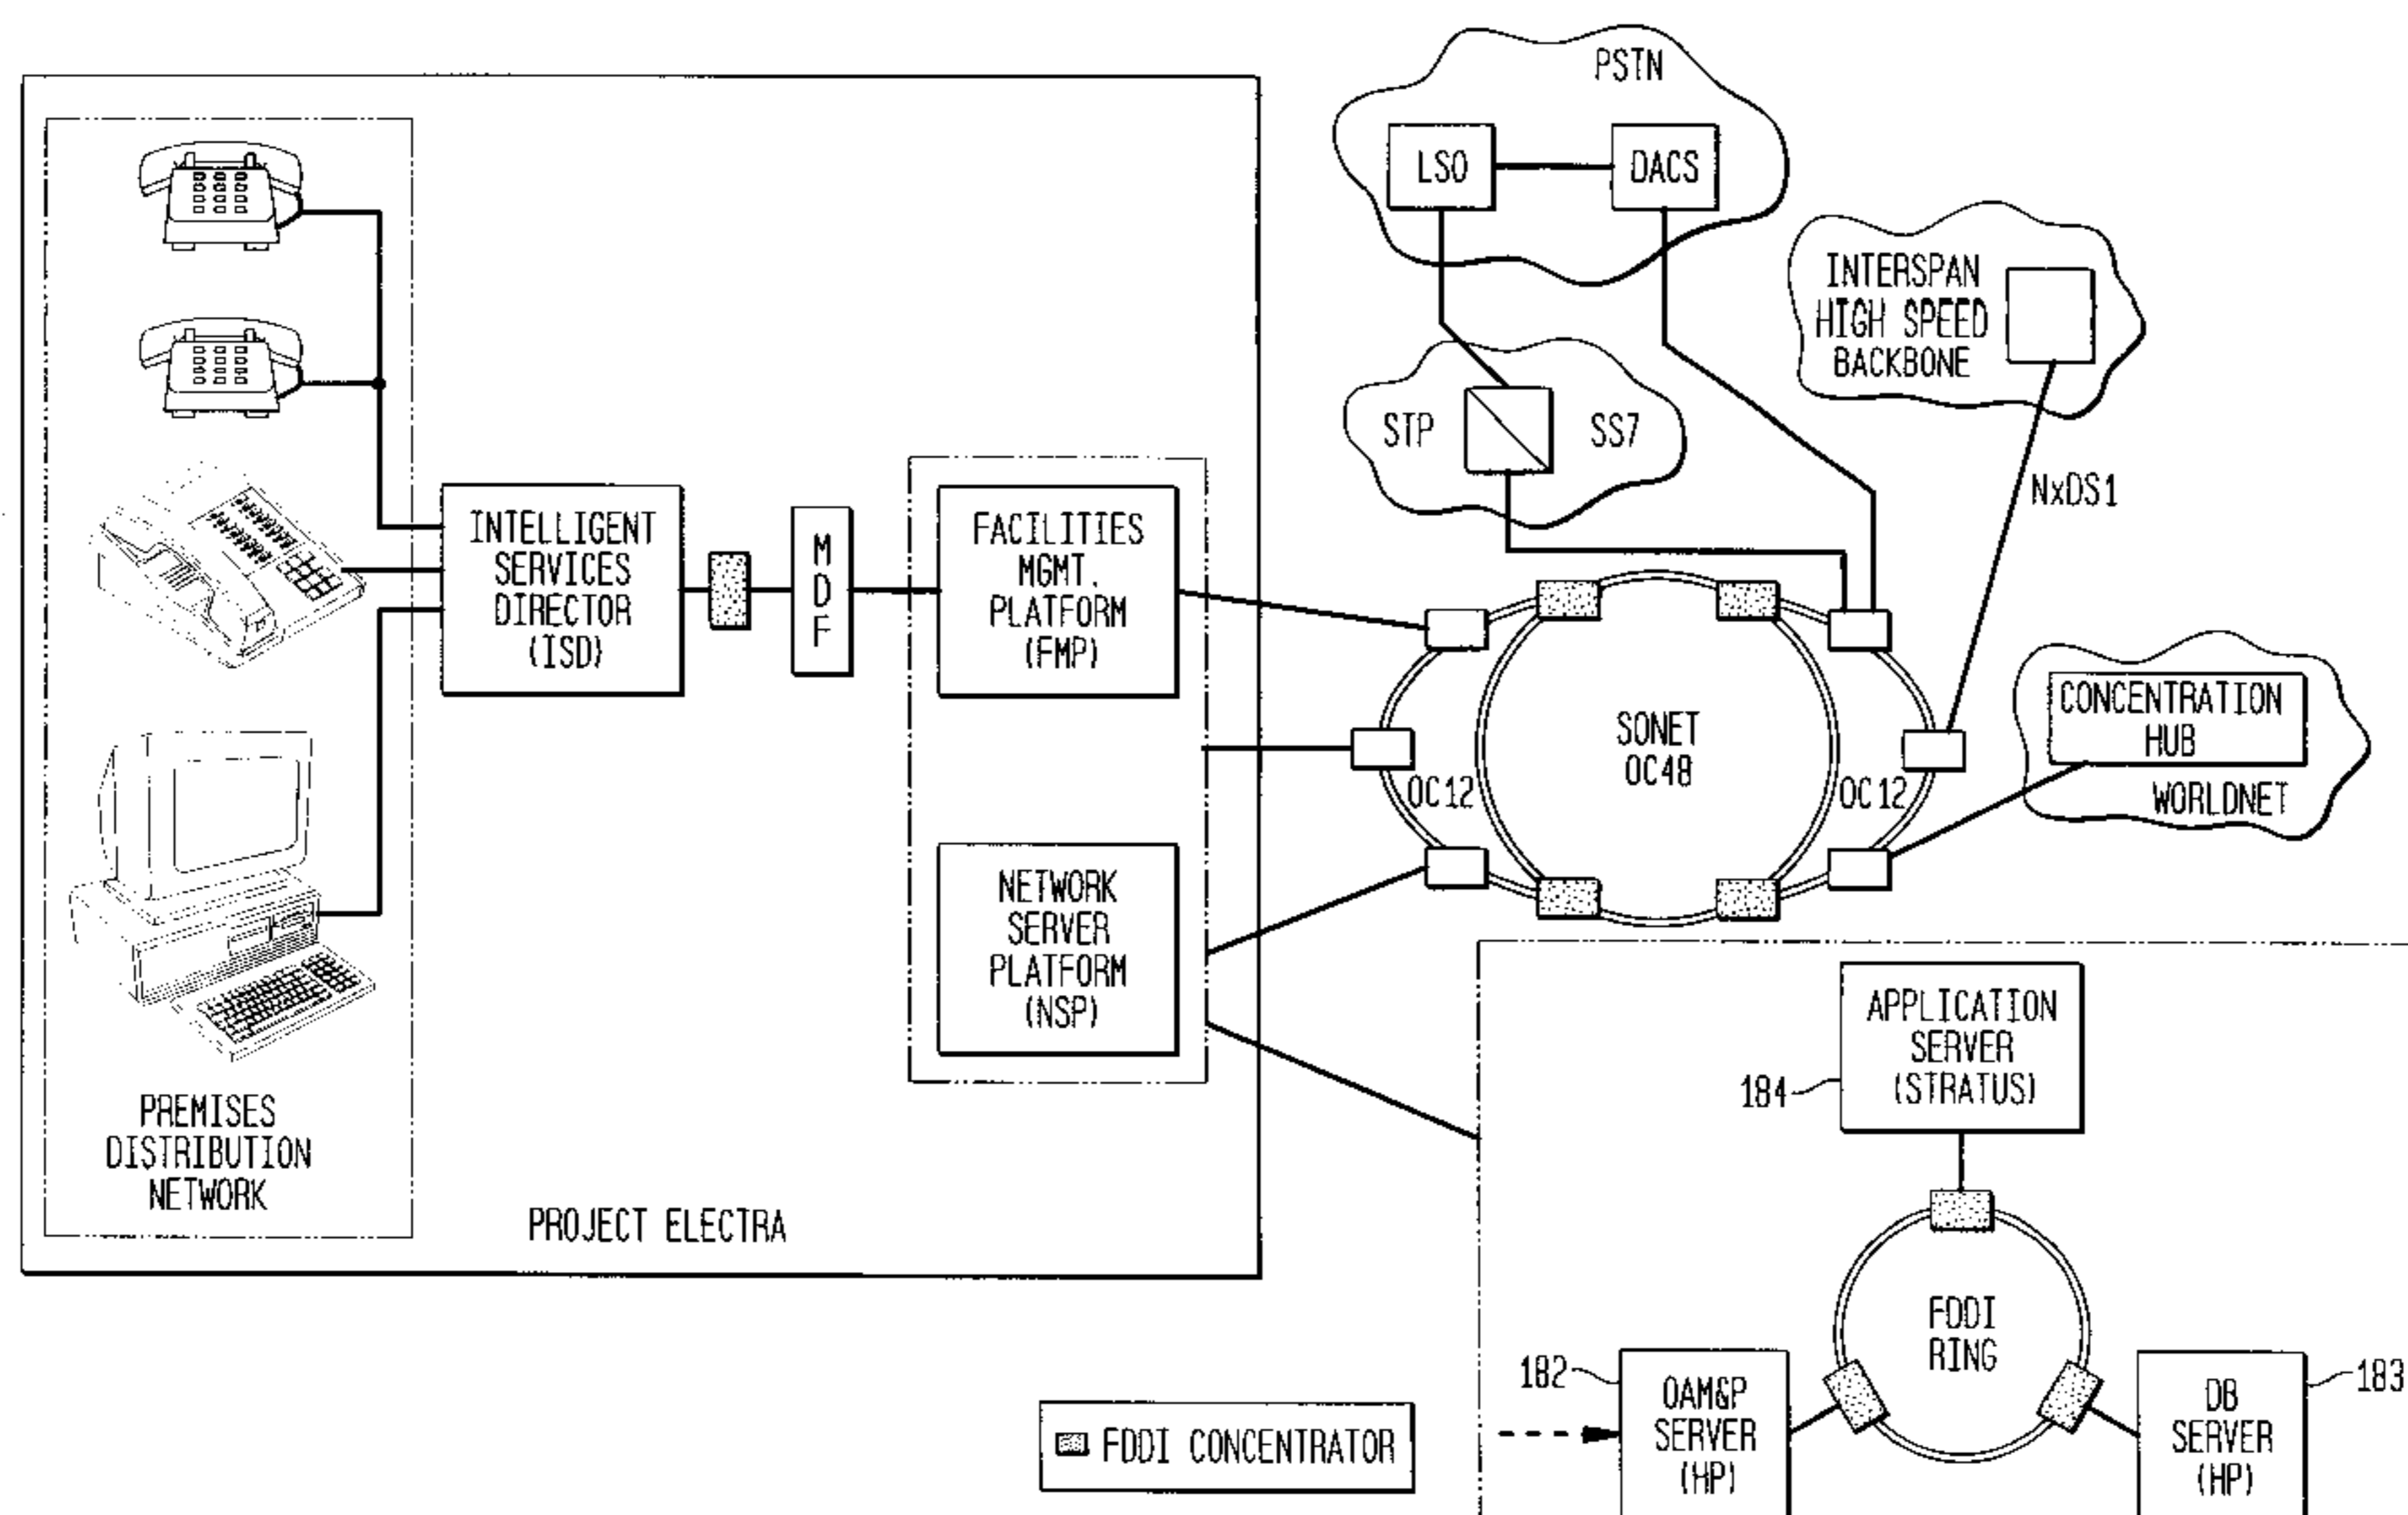 PSTN
LSO
DACS
INTERSPAN
HIGH SPEED
BACKBONE
STP
SS7
NxDS1
INTELLIGENT
SERVICES
DIRECTOR
(ISD)
M
D
F
FACILITIES
MGMT.
PLATFORM
(FMP)
SONET
OC48
OC12
OC12
CONCENTRATION
HUB
WORLDNET
NETWORK
SERVER
PLATFORM
(NSP)
PREMISES
DISTRIBUTION
NETWORK
PROJECT ELECTRA
APPLICATION
SERVER
(STRATUS)
184
FDDI
RING
182
OAM&P
SERVER
(HP)
183
DB
SERVER
(HP)
FDDI CONCENTRATOR